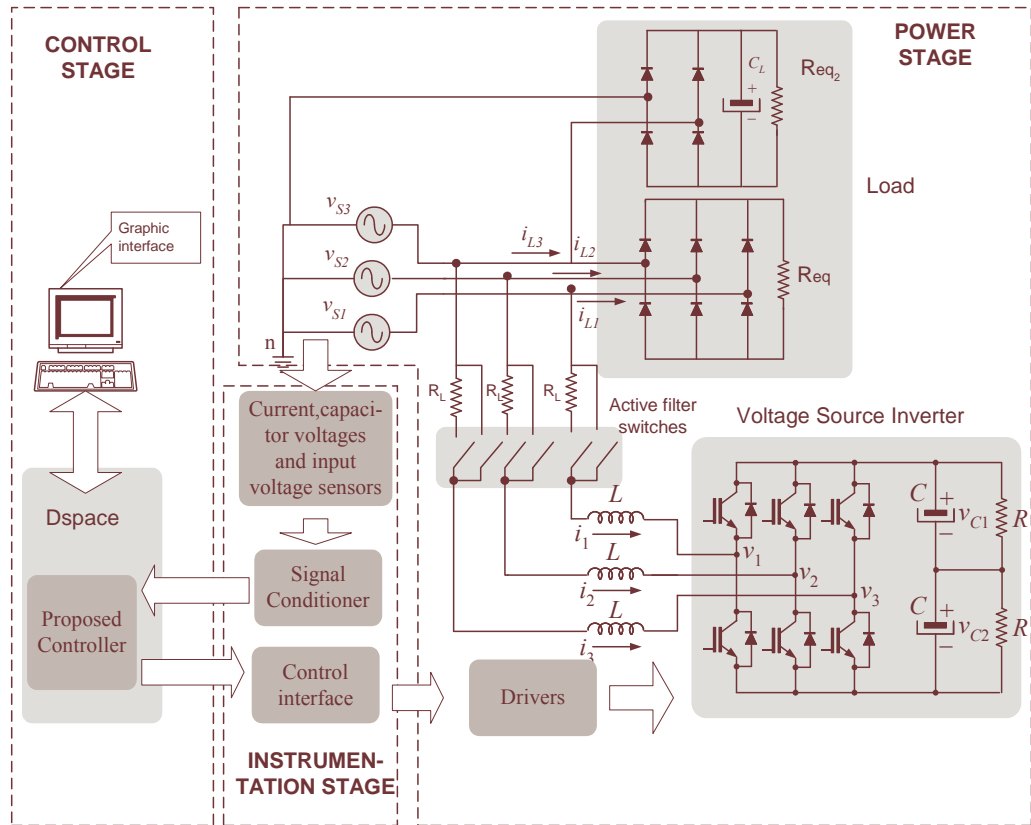 CONTROL
STAGE
POWER
STAGE
C_L
+
−
Req₂
Load
Graphic
interface
v_S3
v_S2
v_S1
n
i_L3
i_L2
i_L1
Req
R_L
R_L
R_L
Active filter
switches
Voltage Source Inverter
Current,capaci-
tor voltages
and input
voltage sensors
Dspace
Proposed
Controller
Signal
Conditioner
Control
interface
Drivers
INSTRUMEN-
TATION STAGE
L
i_1
L
i_2
L
i_3
v_1
v_2
v_3
C
+
v_C1
−
R
C
+
v_C2
−
R